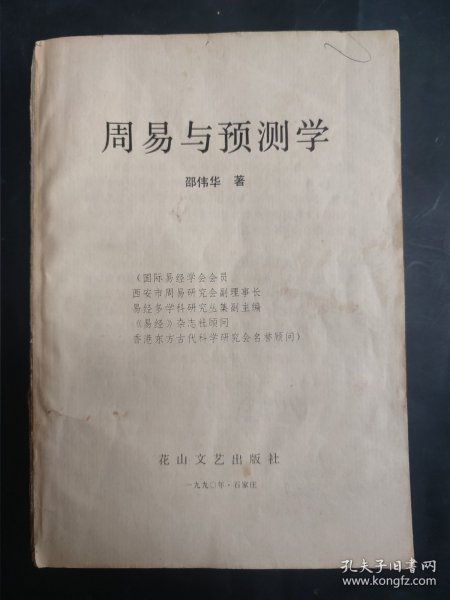 周易与预测学
邵伟华 著
(国际易经学会会员
西安市周易研究会副理事长
易经多学科研究丛集副主编
《易经》杂志社顾问
香港东方古代科学研究会名誉顾问)
花山文艺出版社
一九九〇年·石家庄
孔夫子旧书网
www.kongfz.com